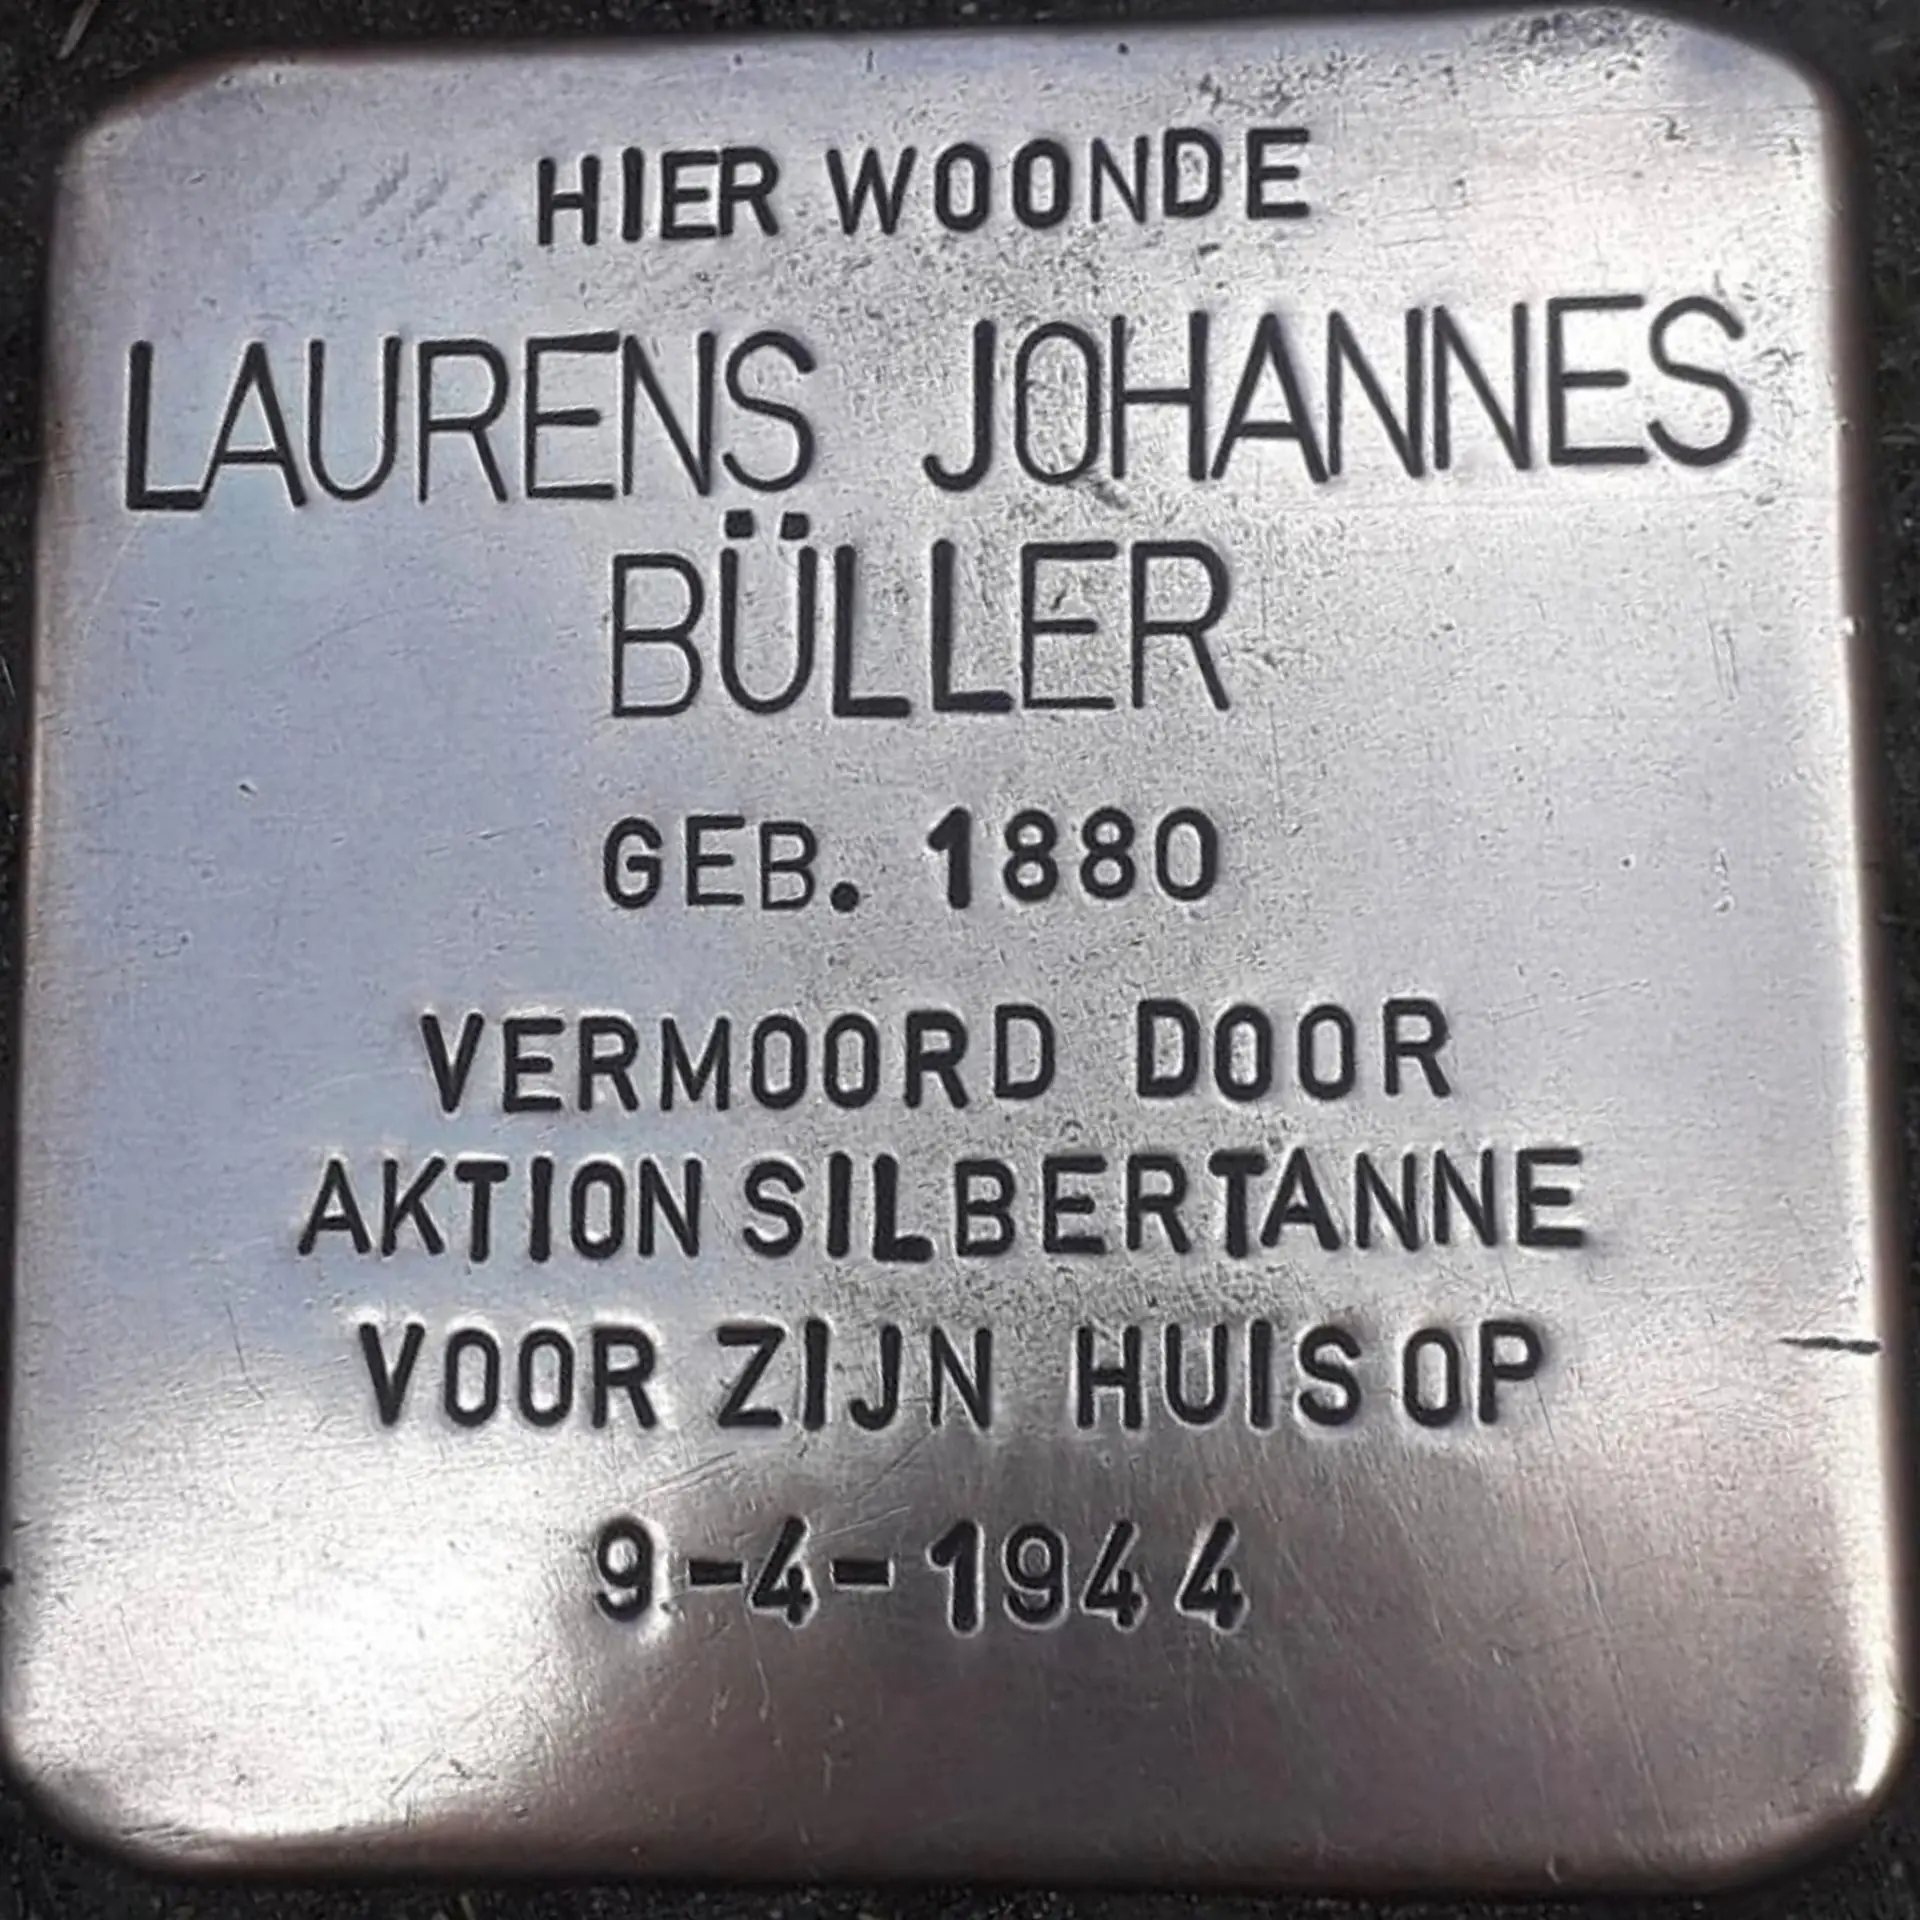 HIER WOONDE
LAURENS JOHANNES
BÜLLER
GEB. 1880
VERMOORD DOOR
AKTION SILBERTANNE
VOOR ZIJN HUIS OP
9-4-1944